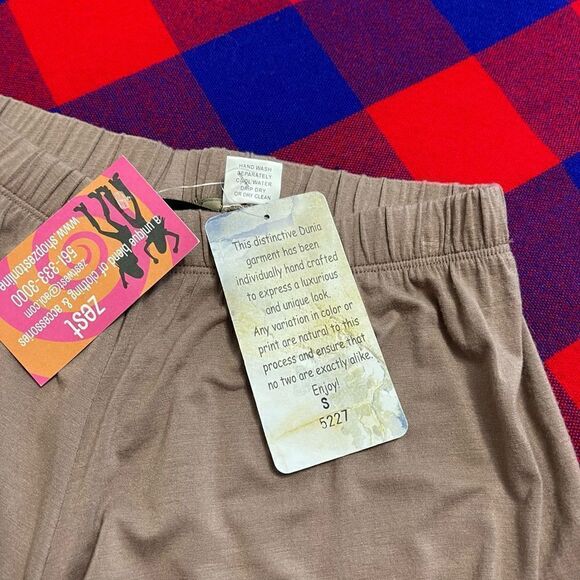 HAND WASH
SEPARATELY
COOL WATER
DRIP DRY
OR DRY CLEAN
This distinctive Dunia
garment has been
individually hand crafted
to express a luxurious
and unique look.
Any variation in color or
print are natural to this
process and ensure that
no two are exactly alike.
Enjoy!
S
5227
zest
a unique blend of clothing & accessories
zestwest@aol.com
561-333-3000
www.shopzestonline